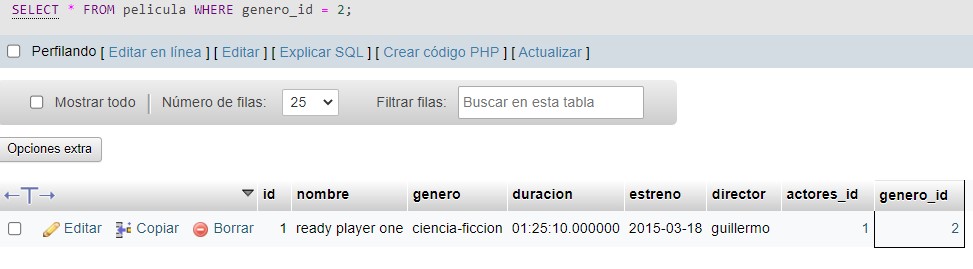 SELECT * FROM pelicula WHERE genero_id = 2;
Perfilando [ Editar en línea ] [ Editar ] [ Explicar SQL ] [ Crear código PHP ] [ Actualizar ]
Mostrar todo Número de filas: 25 Filtrar filas: Buscar en esta tabla
Opciones extra
←T→ id nombre genero duracion estreno director actores_id genero_id
Editar Copiar Borrar 1 ready player one ciencia-ficcion 01:25:10.000000 2015-03-18 guillermo 1 2